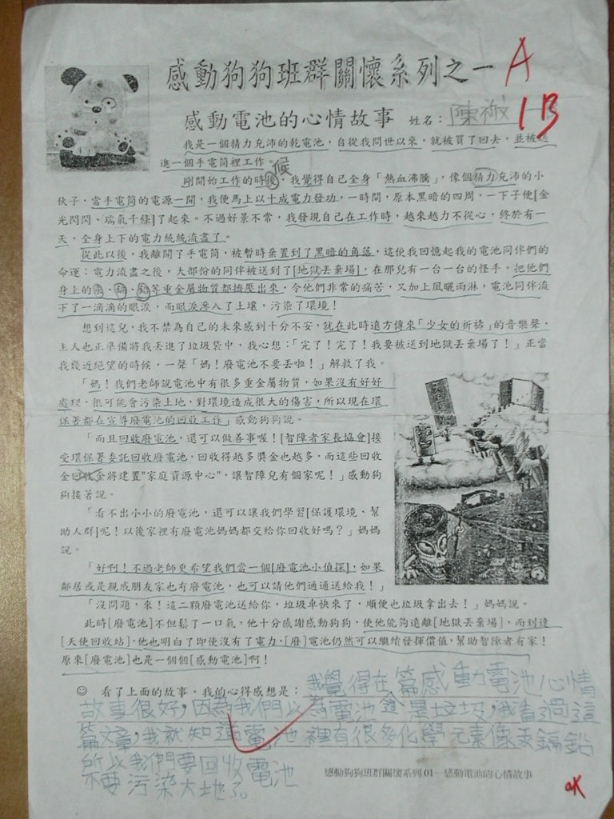 感動狗狗班群關懷系列之一
A
感動電池的心情故事 姓名：陳
1B
我是一個精力充沛的乾電池，自從我問世以來，就被買了回去，並被
進一個手電筒裡工作。
候
剛開始工作的時，我覺得自己全身「熱血沸騰」，像個精力充沛的小
伙子，當手電筒的電源一開，我便馬上以十成電力發功，一時間，原本黑暗的四周，一下子便[金
光閃閃、瑞氣千條]了起來。不過好景不常，我發現自己在工作時，越來越力不從心，終於有一
天，全身上下的電力統統流盡了。
從此以後，我離開了手電筒，被暫時棄置到了黑暗的角落，這使我回憶起我的電池同伴們的
命運：電力流盡之後，大部份的同伴被送到了[地獄丟棄場]，在那兒有一台一台的怪手，把他們
身上的等重金屬物質都擠壓出來，令他們非常的痛苦，又加上風曬雨淋，電池同伴流
下了一滴滴的眼淚，而眼淚滲入了土壤，污染了環境！
想到這兒，我不禁為自己的未來感到十分不安，就在此時遠方傳來「少女的祈禱」的音樂聲，
主人也正準備將我丟進了垃圾袋中，我心想：「完了！完了！我要被送到地獄丟棄場了！」正當
我幾近絕望的時候，一聲「媽！廢電池不要丟啦！」解救了我。
「媽！我們老師說電池中有很多重金屬物質，如果沒有好好
處理，很可能會污染土地，對環境造成很大的傷害，所以現在環
保署都在宣導廢電池的回收工作」感動狗狗說。
「而且回收廢電池，還可以做善事喔！[智障者家長協會]接
受環保署委託回收廢電池，回收得越多獎金也越多，而這些回收
金將建置"家庭資源中心"，讓智障兒有個家呢！」感動狗
狗接著說。
「看不出小小的廢電池，還可以讓我們學習[保護環境、幫
助人群]呢！以後家裡有廢電池媽媽都交給你回收好嗎？」媽媽
說。
「好刊！不過老師更希望我們當一個[廢電池小偵探]，如果
鄰居或是親戚朋友家也有廢電池，也可以請他們通通送給我！」
「沒問題，來！這二顆廢電池送給你，垃圾車快來了，順便也垃圾拿出去！」媽媽說。
此時[廢電池]不但鬆了一口氣，他十分感謝感動狗狗，使他能夠遠離[地獄丟棄場]，而到達
[天使回收站]，他也明白了即使沒有了電力，[廢]電池仍然可以繼續發揮價值，幫助智障者有家！
原來[廢電池]也是一個個[感動電池]啊！
☺ 看了上面的故事，我的心得感想是：我覺得在篇感動電池心情
故事很好，因為我們以為電池是垃圾，我看過這
篇文章，我就知道電池裡有很多化學元素像汞鎘鉛
所以我們要回收電池
不要污染大地了。
感動狗狗班群關懷系列 01—感動電池的心情故事
OK